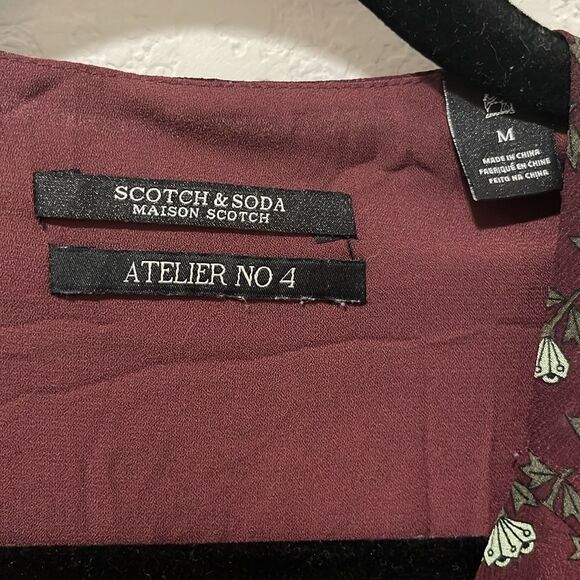 SCOTCH & SODA
MAISON SCOTCH
ATELIER NO 4
M
MADE IN CHINA
FABRIQUÉ EN CHINE
FEITO NA CHINA